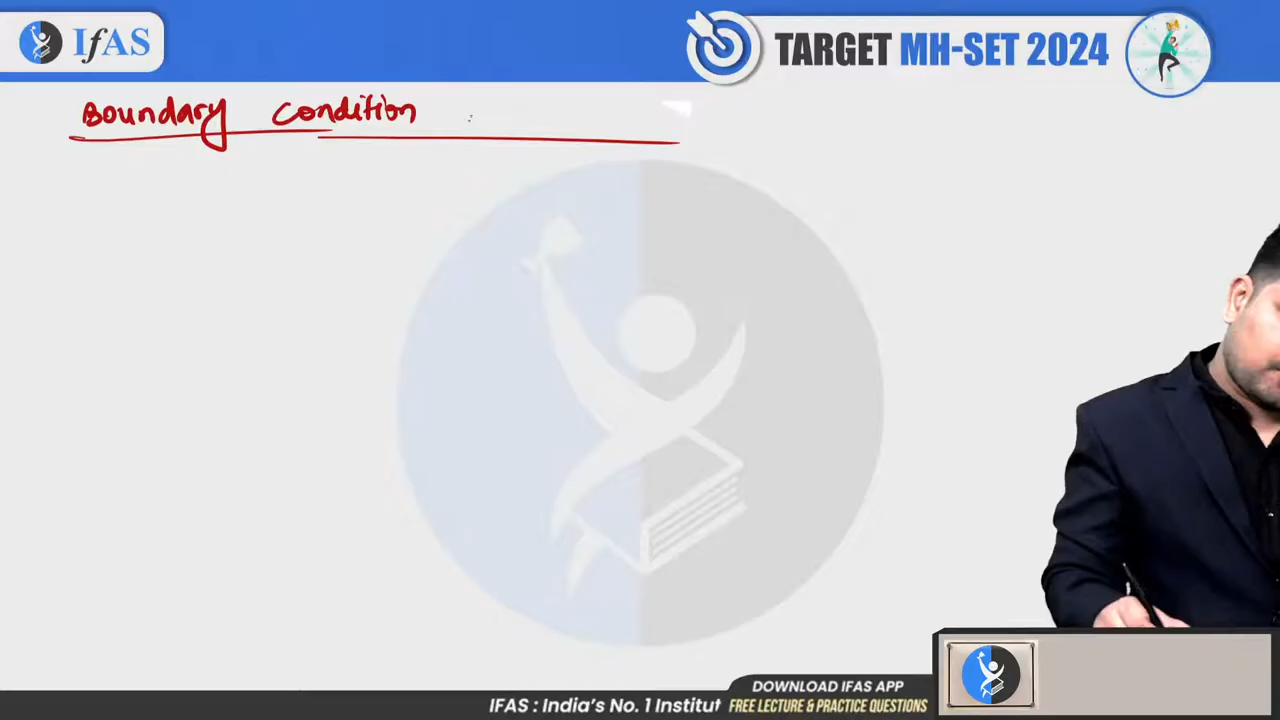 IfAS
TARGET MH-SET 2024
Boundary Condition
DOWNLOAD IFAS APP
IFAS : India's No. 1 Institut
FREE LECTURE & PRACTICE QUESTIONS